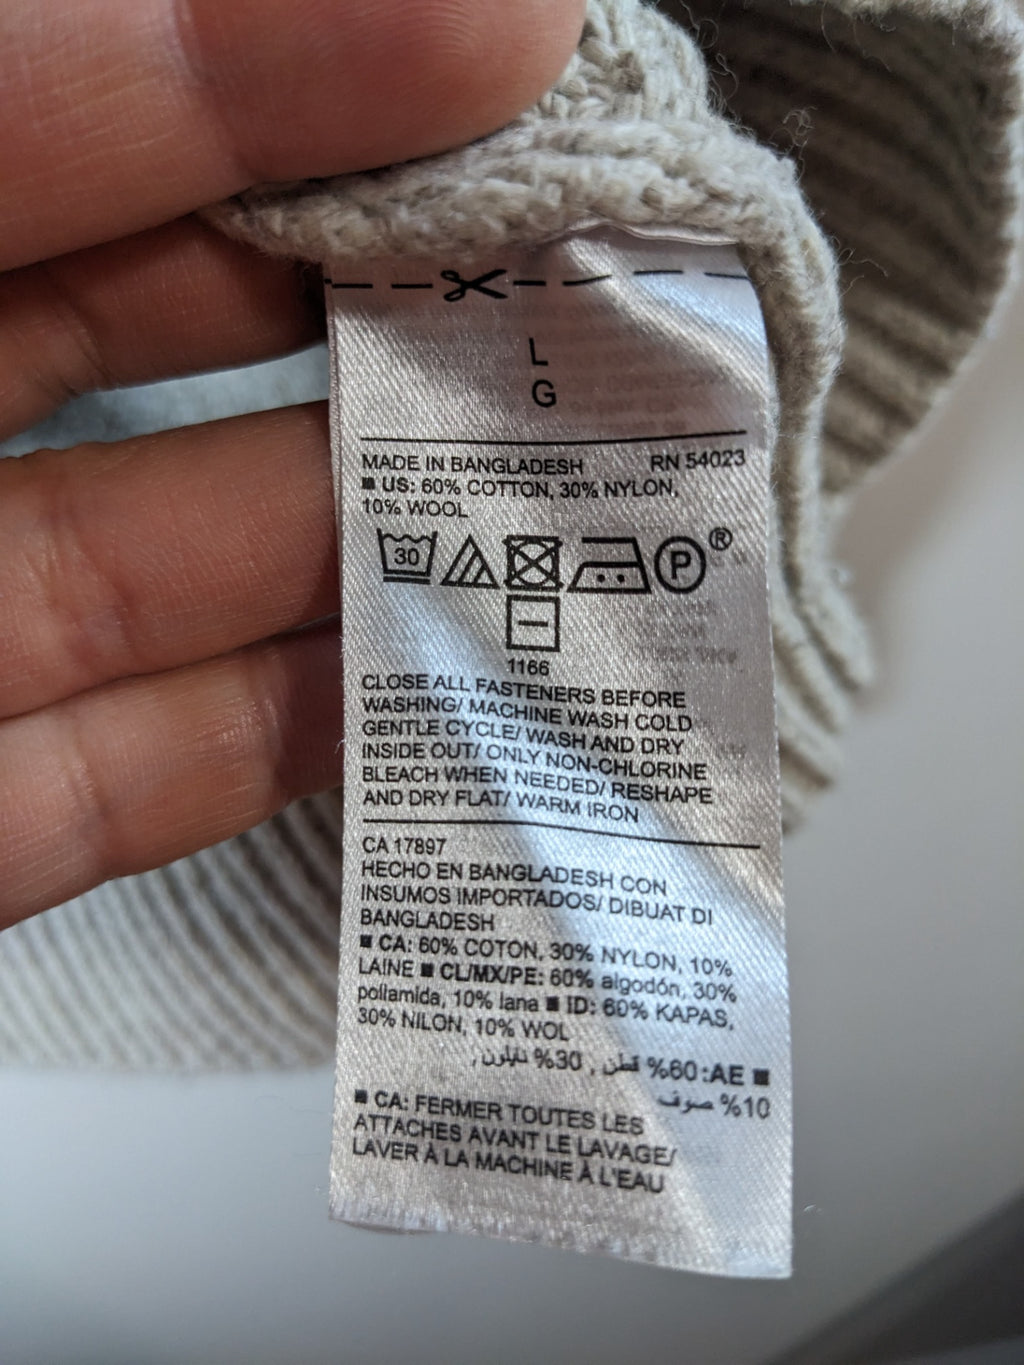 L
G
MADE IN BANGLADESH RN 54023
■ US: 60% COTTON, 30% NYLON,
10% WOOL
30 P ®
1166
CLOSE ALL FASTENERS BEFORE
WASHING/ MACHINE WASH COLD
GENTLE CYCLE/ WASH AND DRY
INSIDE OUT/ ONLY NON-CHLORINE
BLEACH WHEN NEEDED/ RESHAPE
AND DRY FLAT/ WARM IRON
CA 17897
HECHO EN BANGLADESH CON
INSUMOS IMPORTADOS/ DIBUAT DI
BANGLADESH
■ CA: 60% COTON, 30% NYLON, 10%
LAINE ■ CL/MX/PE: 60% algodón, 30%
poliamida, 10% lana ■ ID: 60% KAPAS,
30% NILON, 10% WOL
■ AE: 60% قطن , 30% نايلون ,
10% صوف
■ CA: FERMER TOUTES LES
ATTACHES AVANT LE LAVAGE/
LAVER À LA MACHINE À L'EAU